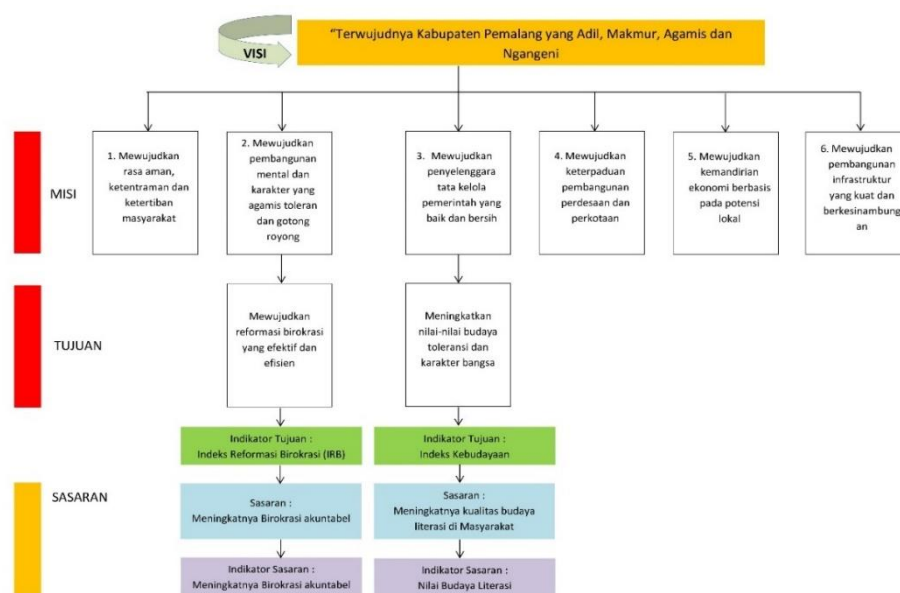 “Terwujudnya Kabupaten Pemalang yang Adil, Makmur, Agamis dan
Ngangeni
VISI
MISI
1. Mewujudkan
rasa aman,
ketentraman dan
ketertiban
masyarakat
2. Mewujudkan
pembangunan
mental dan
karakter yang
agamis toleran
dan gotong
royong
3. Mewujudkan
penyelenggara
tata kelola
pemerintah yang
baik dan bersih
4. Mewujudkan
keterpaduan
pembangunan
perdesaan dan
perkotaan
5. Mewujudkan
kemandirian
ekonomi berbasis
pada potensi
lokal
6. Mewujudkan
pembangunan
infrastruktur
yang kuat dan
berkesinambung
an
TUJUAN
Mewujudkan
reformasi birokrasi
yang efektif dan
efisien
Meningkatkan
nilai-nilai budaya
toleransi dan
karakter bangsa
Indikator Tujuan :
Indeks Reformasi Birokrasi (IRB)
Indikator Tujuan :
Indeks Kebudayaan
SASARAN
Sasaran :
Meningkatnya Birokrasi akuntabel
Sasaran :
Meningkatnya kualitas budaya
literasi di Masyarakat
Indikator Sasaran :
Meningkatnya Birokrasi akuntabel
Indikator Sasaran :
Nilai Budaya Literasi